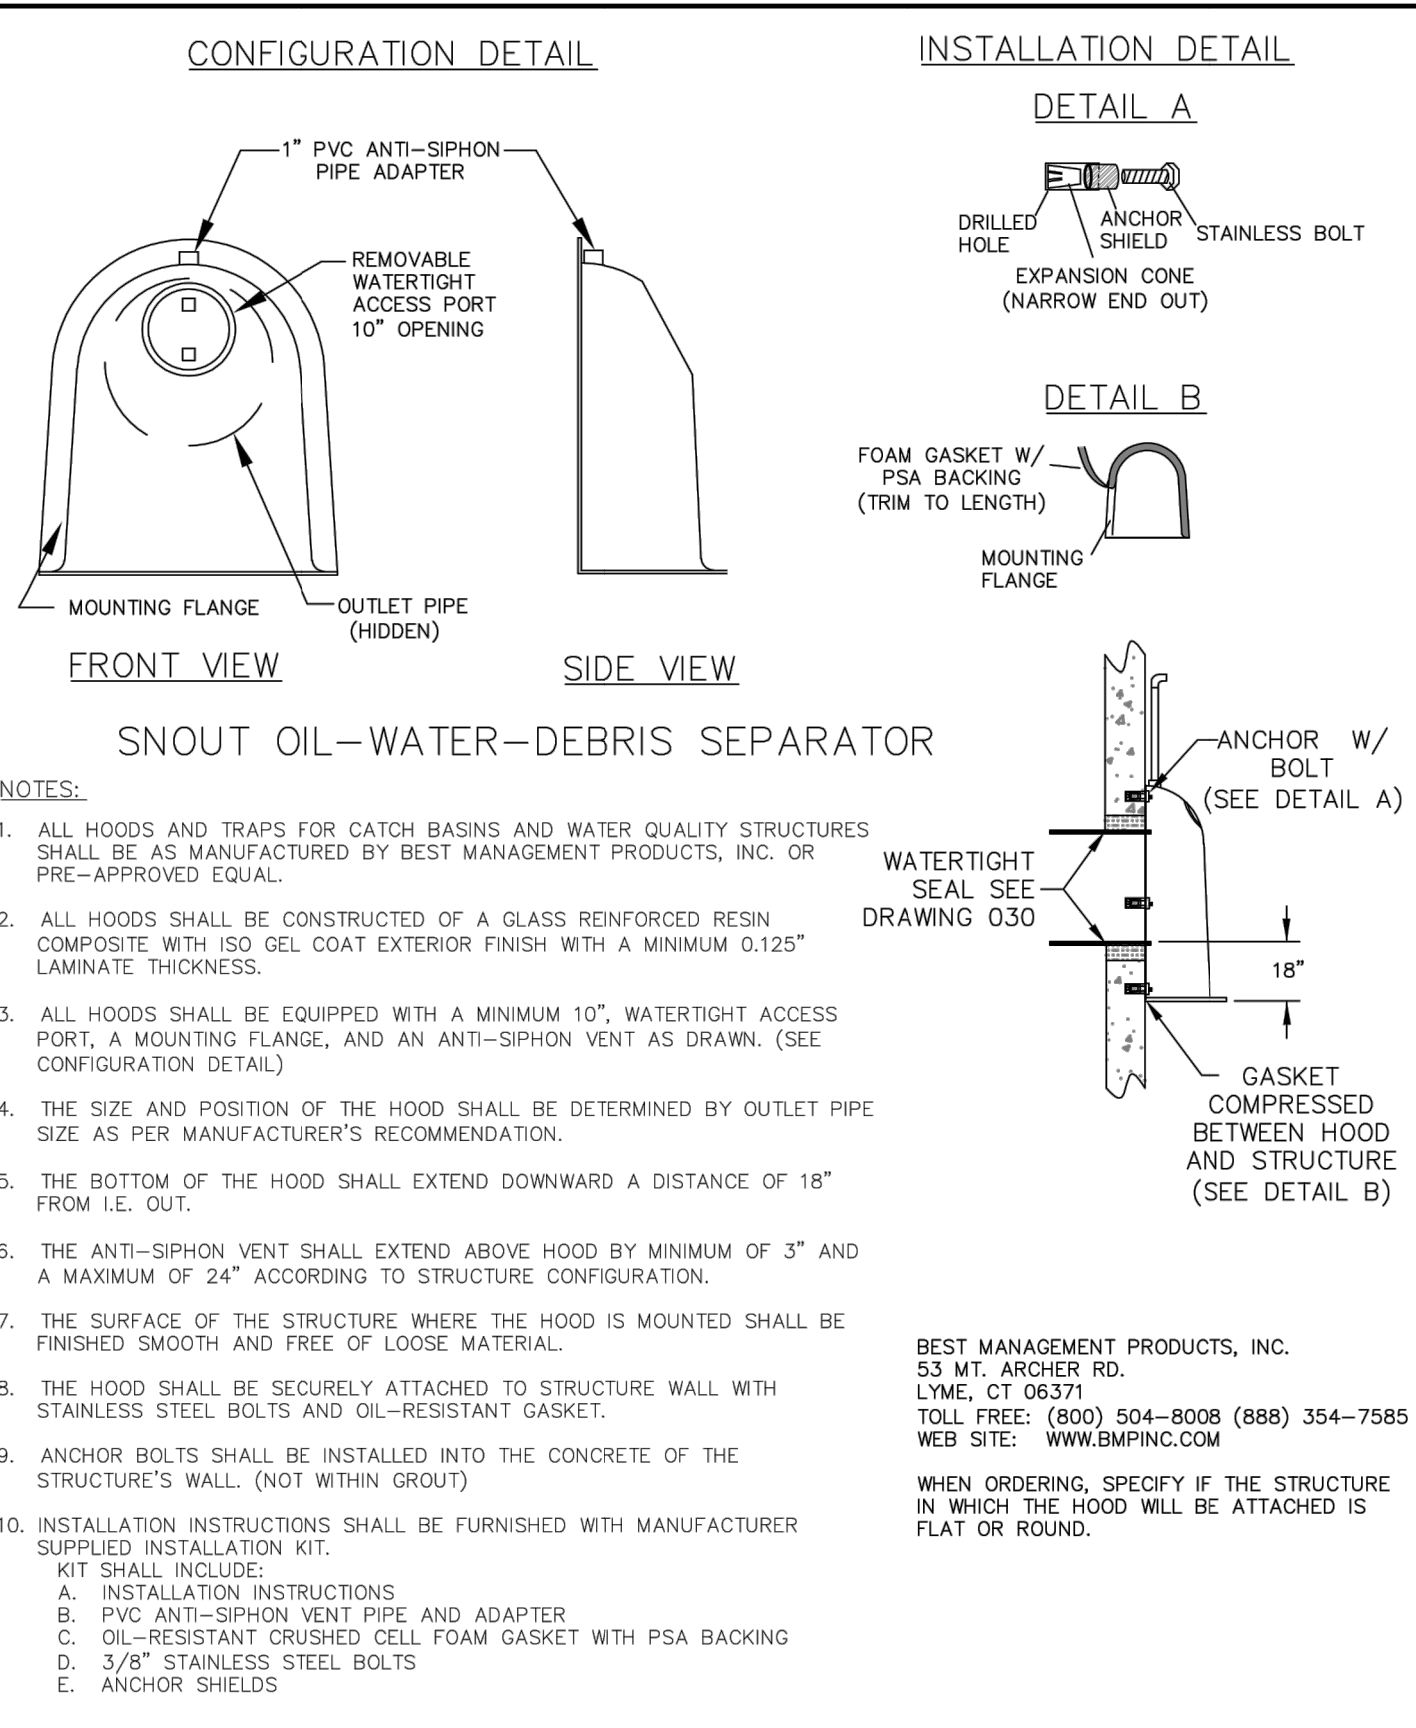 CONFIGURATION DETAIL
1” PVC ANTI-SIPHON
PIPE ADAPTER
REMOVABLE
WATERTIGHT
ACCESS PORT
10” OPENING
MOUNTING FLANGE
OUTLET PIPE
(HIDDEN)
FRONT VIEW
SIDE VIEW
INSTALLATION DETAIL
DETAIL A
DRILLED
HOLE
ANCHOR
SHIELD
STAINLESS BOLT
EXPANSION CONE
(NARROW END OUT)
DETAIL B
FOAM GASKET W/
PSA BACKING
(TRIM TO LENGTH)
MOUNTING
FLANGE
ANCHOR W/
BOLT
(SEE DETAIL A)
WATERTIGHT
SEAL SEE
DRAWING 030
18”
GASKET
COMPRESSED
BETWEEN HOOD
AND STRUCTURE
(SEE DETAIL B)
SNOUT OIL-WATER-DEBRIS SEPARATOR
NOTES:
1. ALL HOODS AND TRAPS FOR CATCH BASINS AND WATER QUALITY STRUCTURES
SHALL BE AS MANUFACTURED BY BEST MANAGEMENT PRODUCTS, INC. OR
PRE-APPROVED EQUAL.
2. ALL HOODS SHALL BE CONSTRUCTED OF A GLASS REINFORCED RESIN
COMPOSITE WITH ISO GEL COAT EXTERIOR FINISH WITH A MINIMUM 0.125”
LAMINATE THICKNESS.
3. ALL HOODS SHALL BE EQUIPPED WITH A MINIMUM 10”, WATERTIGHT ACCESS
PORT, A MOUNTING FLANGE, AND AN ANTI-SIPHON VENT AS DRAWN. (SEE
CONFIGURATION DETAIL)
4. THE SIZE AND POSITION OF THE HOOD SHALL BE DETERMINED BY OUTLET PIPE
SIZE AS PER MANUFACTURER’S RECOMMENDATION.
5. THE BOTTOM OF THE HOOD SHALL EXTEND DOWNWARD A DISTANCE OF 18”
FROM I.E. OUT.
6. THE ANTI-SIPHON VENT SHALL EXTEND ABOVE HOOD BY MINIMUM OF 3” AND
A MAXIMUM OF 24” ACCORDING TO STRUCTURE CONFIGURATION.
7. THE SURFACE OF THE STRUCTURE WHERE THE HOOD IS MOUNTED SHALL BE
FINISHED SMOOTH AND FREE OF LOOSE MATERIAL.
8. THE HOOD SHALL BE SECURELY ATTACHED TO STRUCTURE WALL WITH
STAINLESS STEEL BOLTS AND OIL-RESISTANT GASKET.
9. ANCHOR BOLTS SHALL BE INSTALLED INTO THE CONCRETE OF THE
STRUCTURE’S WALL. (NOT WITHIN GROUT)
10. INSTALLATION INSTRUCTIONS SHALL BE FURNISHED WITH MANUFACTURER
SUPPLIED INSTALLATION KIT.
KIT SHALL INCLUDE:
A. INSTALLATION INSTRUCTIONS
B. PVC ANTI-SIPHON VENT PIPE AND ADAPTER
C. OIL-RESISTANT CRUSHED CELL FOAM GASKET WITH PSA BACKING
D. 3/8” STAINLESS STEEL BOLTS
E. ANCHOR SHIELDS
BEST MANAGEMENT PRODUCTS, INC.
53 MT. ARCHER RD.
LYME, CT 06371
TOLL FREE: (800) 504-8008 (888) 354-7585
WEB SITE: WWW.BMPINC.COM
WHEN ORDERING, SPECIFY IF THE STRUCTURE
IN WHICH THE HOOD WILL BE ATTACHED IS
FLAT OR ROUND.